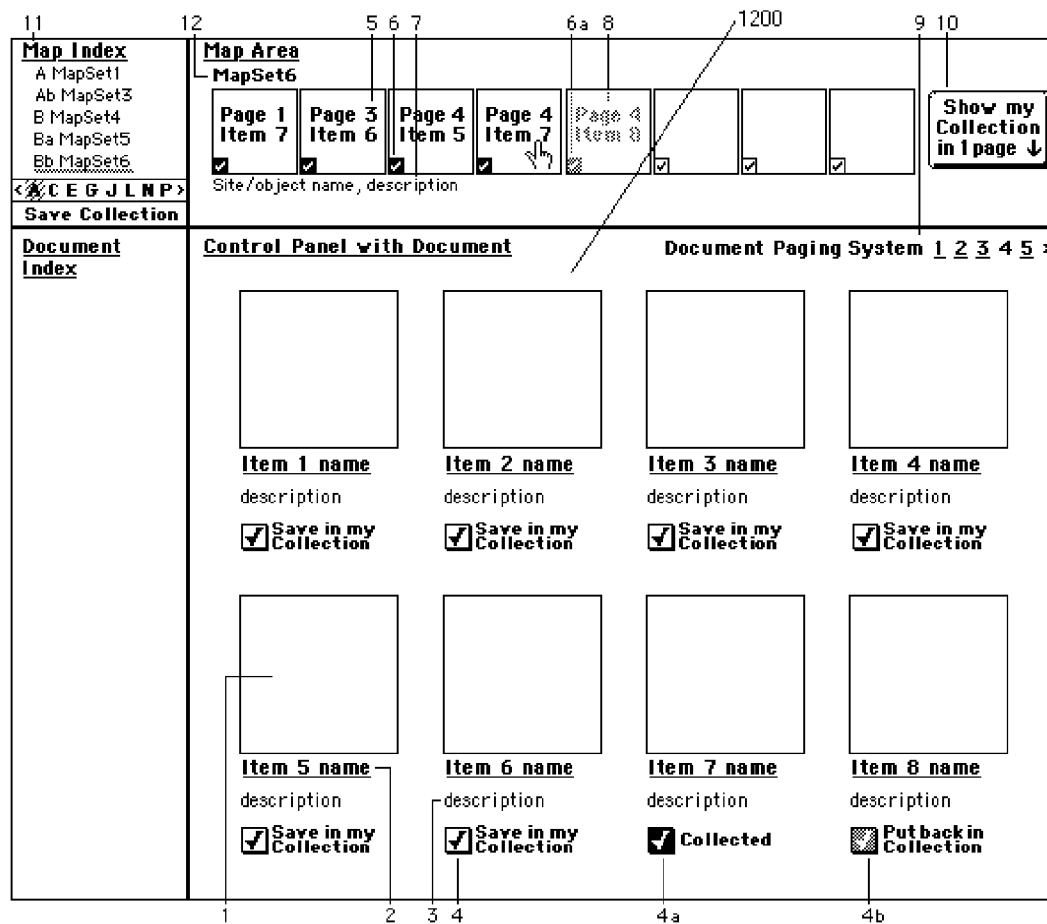 11 12 5 6 7 6a 8 1200 9 10
Map Index
A MapSet1
Ab MapSet3
B MapSet4
Ba MapSet5
Bb MapSet6
<A C E G J L N P>
Save Collection
Map Area
MapSet6
Page 1 Page 3 Page 4 Page 4 Page 4
Item 7 Item 6 Item 5 Item 7 Item 8
Site/object name, description
Show my
Collection
in 1 page ↓
Document
Index
Control Panel with Document
Document Paging System 1 2 3 4 5 >
Item 1 name Item 2 name Item 3 name Item 4 name
description description description description
Save in my Save in my Save in my Save in my
Collection Collection Collection Collection
Item 5 name Item 6 name Item 7 name Item 8 name
description description description description
Save in my Save in my Collected Put back in
Collection Collection Collection
1 2 3 4 4a 4b